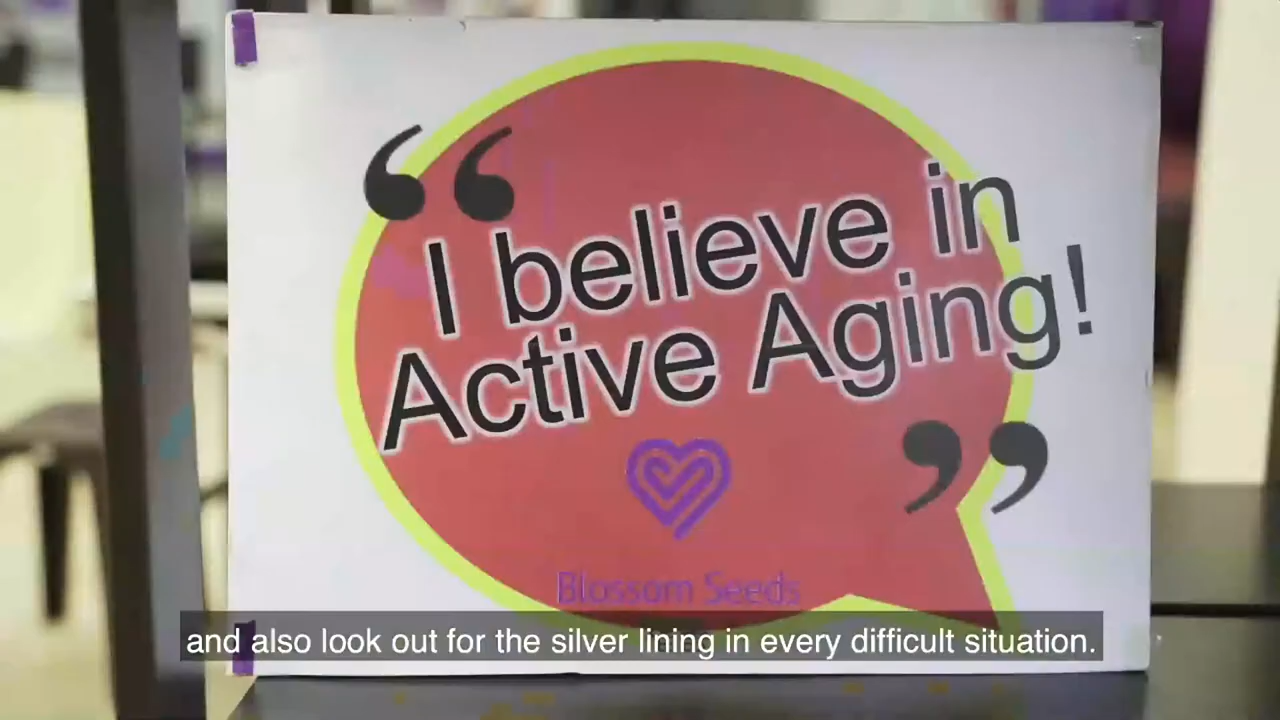 “I believe in
Active Aging!”
Blossom Seeds
and also look out for the silver lining in every difficult situation.